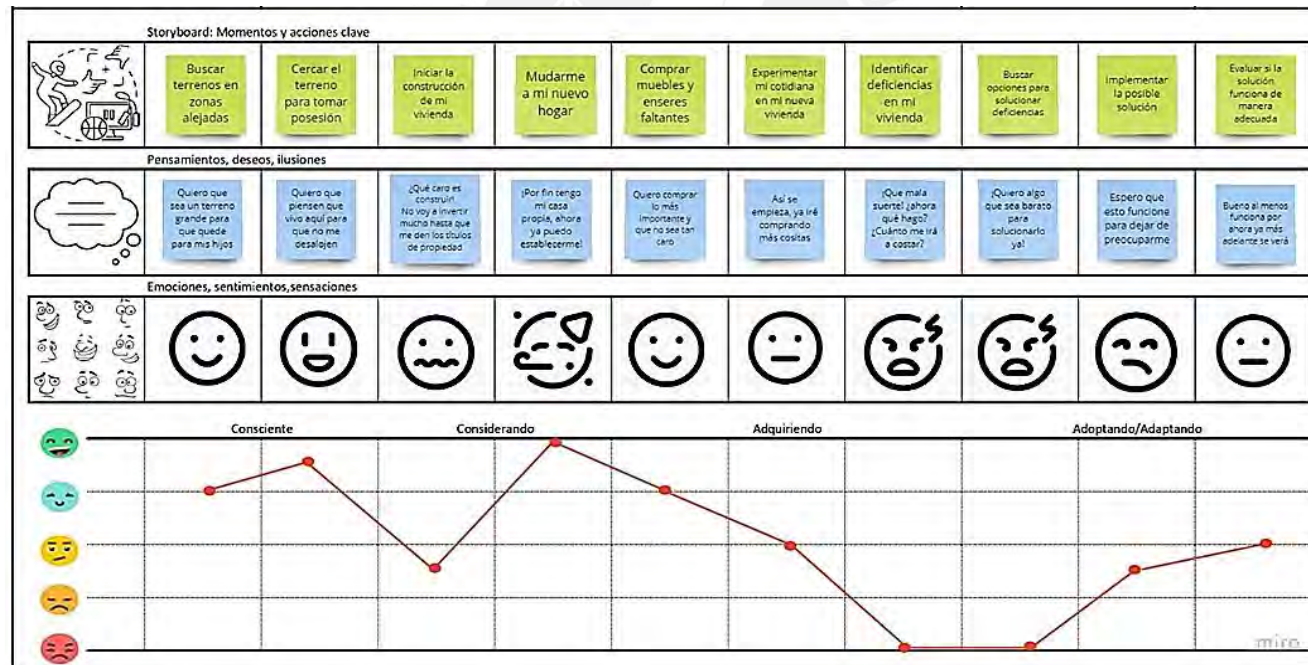 Storyboard: Momentos y acciones clave
Buscar
terrenos en
zonas
alejadas
Cercar el
terreno
para tomar
posesión
Iniciar la
construcción
de mi
vivienda
Mudarme
a mi nuevo
hogar
Comprar
muebles y
enseres
faltantes
Experimentar
mi cotidiana
en mi nueva
vivienda
Identificar
deficiencias
en mi
vivienda
Buscar
opciones para
solucionar
deficiencias
Implementar
la posible
solución
Evaluar si la
solución
funciona de
manera
adecuada
Pensamientos, deseos, ilusiones
Quiero que
sea un terreno
grande para
que quede
para mis hijos
Quiero que
piensen que
vivo aquí para
que no me
desalojen
¿Qué caro es
construir!
No voy a invertir
mucho hasta que
me den los títulos
de propiedad
¡Por fin tengo
mi casa
propia, ahora
ya puedo
establecerme!
Quero comprar
lo más
importante y
que no sea tan
caro
Así se
empieza, ya iré
comprando
más cositas
¡Que mala
suerte! ¿ahora
qué hago?
¿Cuánto me irá
a costar?
¡Quiero algo
que sea barato
para
solucionarlo
ya!
Espero que
esto funcione
para dejar de
preocuparme
Bueno al menos
funciona por
ahora ya más
adelante se verá
Emociones, sentimientos,sensaciones
Consciente
Considerando
Adquiriendo
Adoptando/Adaptando
miro